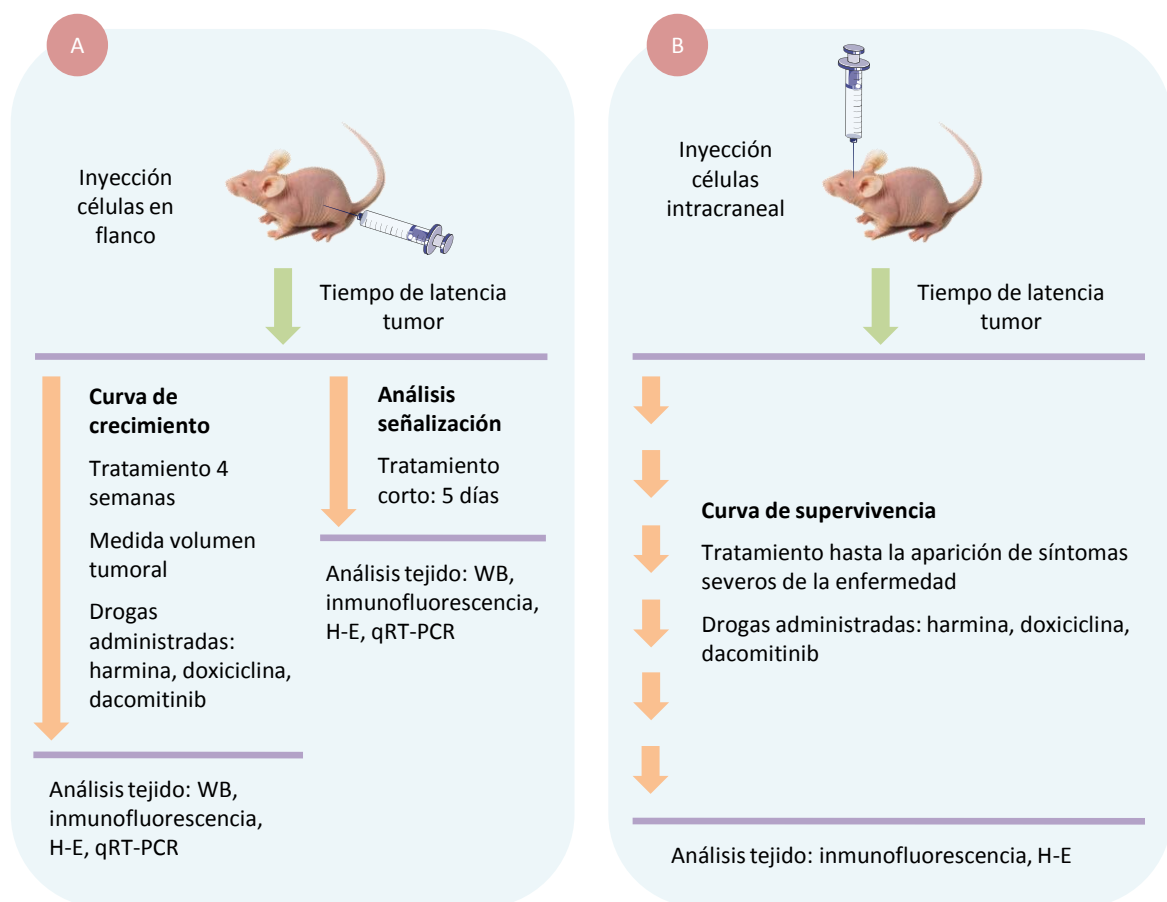 A
Inyección
células en
flanco
Tiempo de latencia
tumor
Curva de
crecimiento
Tratamiento 4
semanas
Medida volumen
tumoral
Drogas
administradas:
harmina, doxiciclina,
dacomitinib
Análisis tejido: WB,
inmunofluorescencia,
H-E, qRT-PCR
Análisis
señalización
Tratamiento
corto: 5 días
Análisis tejido: WB,
inmunofluorescencia,
H-E, qRT-PCR
B
Inyección
células
intracraneal
Tiempo de latencia
tumor
Curva de supervivencia
Tratamiento hasta la aparición de síntomas
severos de la enfermedad
Drogas administradas: harmina, doxiciclina,
dacomitinib
Análisis tejido: inmunofluorescencia, H-E